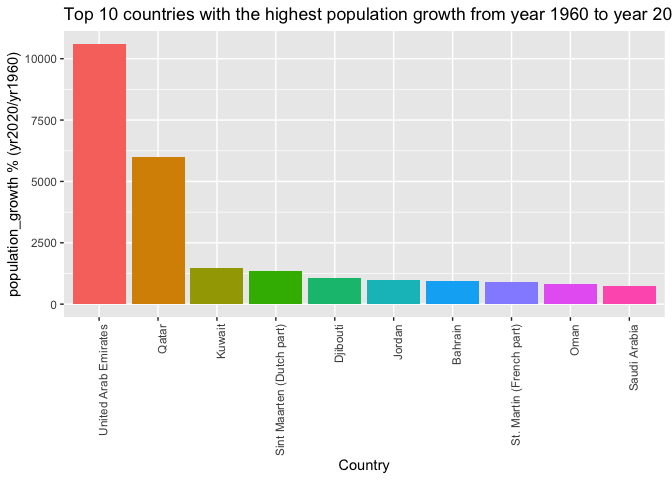 Top 10 countries with the highest population growth from year 1960 to year 20
population_growth % (yr2020/yr1960)
10000
7500
5000
2500
0
United Arab Emirates
Qatar
Kuwait
Sint Maarten (Dutch part)
Djibouti
Jordan
Bahrain
St. Martin (French part)
Oman
Saudi Arabia
Country